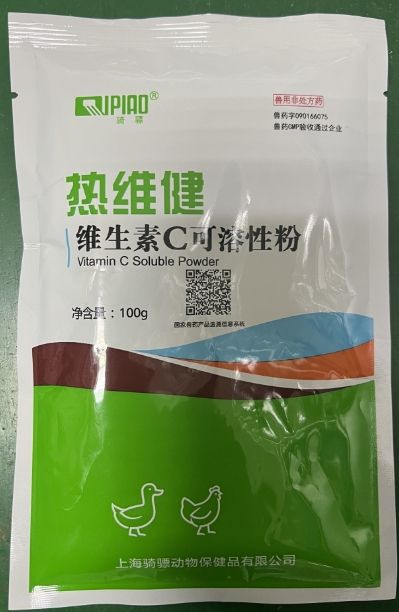 QIPIAO®
骑骠
兽用非处方药
兽药字090166075
兽药GMP验收通过企业
热维健
维生素C可溶性粉
Vitamin C Soluble Powder
净含量：100g
国家兽药产品追溯信息系统
上海骑骠动物保健品有限公司